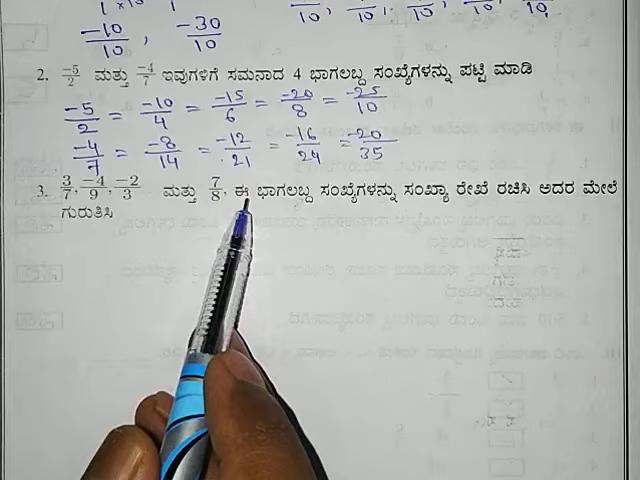 -10/10 , -30/10
2. -5/2 ಮತ್ತು -4/7 ಇವುಗಳಿಗೆ ಸಮನಾದ 4 ಭಾಗಲಬ್ದ ಸಂಖ್ಯೆಗಳನ್ನು ಪಟ್ಟಿ ಮಾಡಿ
-5/2 = -10/4 = -15/6 = -20/8 = -25/10
-4/7 = -8/14 = -12/21 = -16/24 = -20/35
3. 3/7, -4/9, -2/3 ಮತ್ತು 7/8, ಈ ಭಾಗಲಬ್ದ ಸಂಖ್ಯೆಗಳನ್ನು ಸಂಖ್ಯಾ ರೇಖೆ ರಚಿಸಿ ಅದರ ಮೇಲೆ
ಗುರುತಿಸಿ